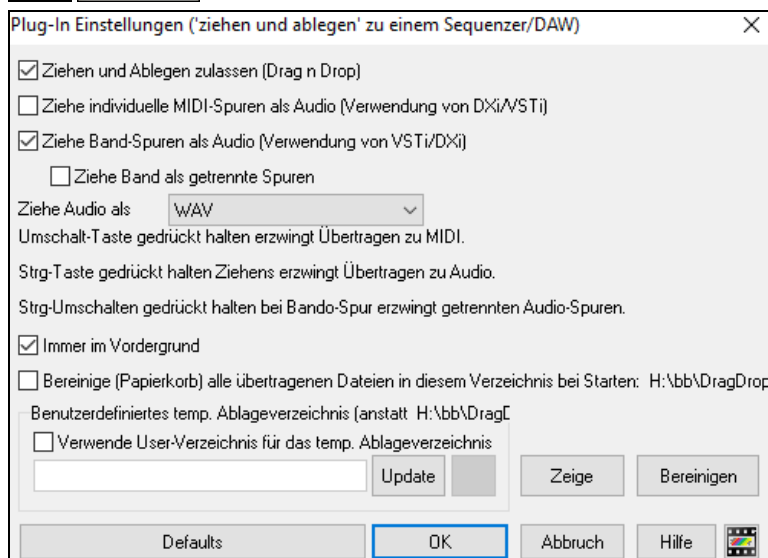 Plug-In Einstellungen ('ziehen und ablegen' zu einem Sequenzer/DAW)
Ziehen und Ablegen zulassen (Drag n Drop)
Ziehe individuelle MIDI-Spuren als Audio (Verwendung von DXi/VSTi)
Ziehe Band-Spuren als Audio (Verwendung von VSTi/DXi)
Ziehe Band als getrennte Spuren
Ziehe Audio als WAV
Umschalt-Taste gedrückt halten erzwingt Übertragen zu MIDI.
Strg-Taste gedrückt halten Ziehens erzwingt Übertragen zu Audio.
Strg-Umschalten gedrückt halten bei Bando-Spur erzwingt getrennten Audio-Spuren.
Immer im Vordergrund
Bereinige (Papierkorb) alle übertragenen Dateien in diesem Verzeichnis bei Starten: H:\bb\DragDrop
Benutzerdefiniertes temp. Ablageverzeichnis (anstatt H:\bb\Drag
Verwende User-Verzeichnis für das temp. Ablageverzeichnis
Update Zeige Bereinigen
Defaults OK Abbruch Hilfe